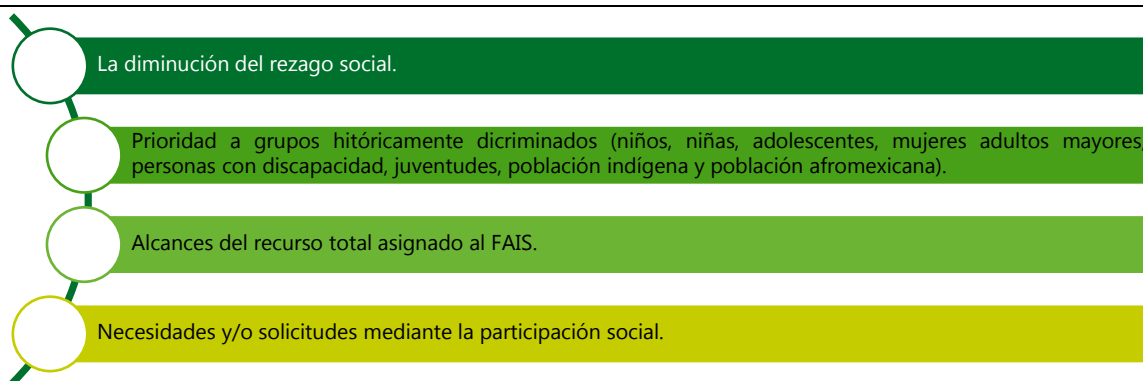 La diminución del rezago social.
Prioridad a grupos hitóricamente dicriminados (niños, niñas, adolescentes, mujeres adultos mayores,
personas con discapacidad, juventudes, población indígena y población afromexicana).
Alcances del recurso total asignado al FAIS.
Necesidades y/o solicitudes mediante la participación social.